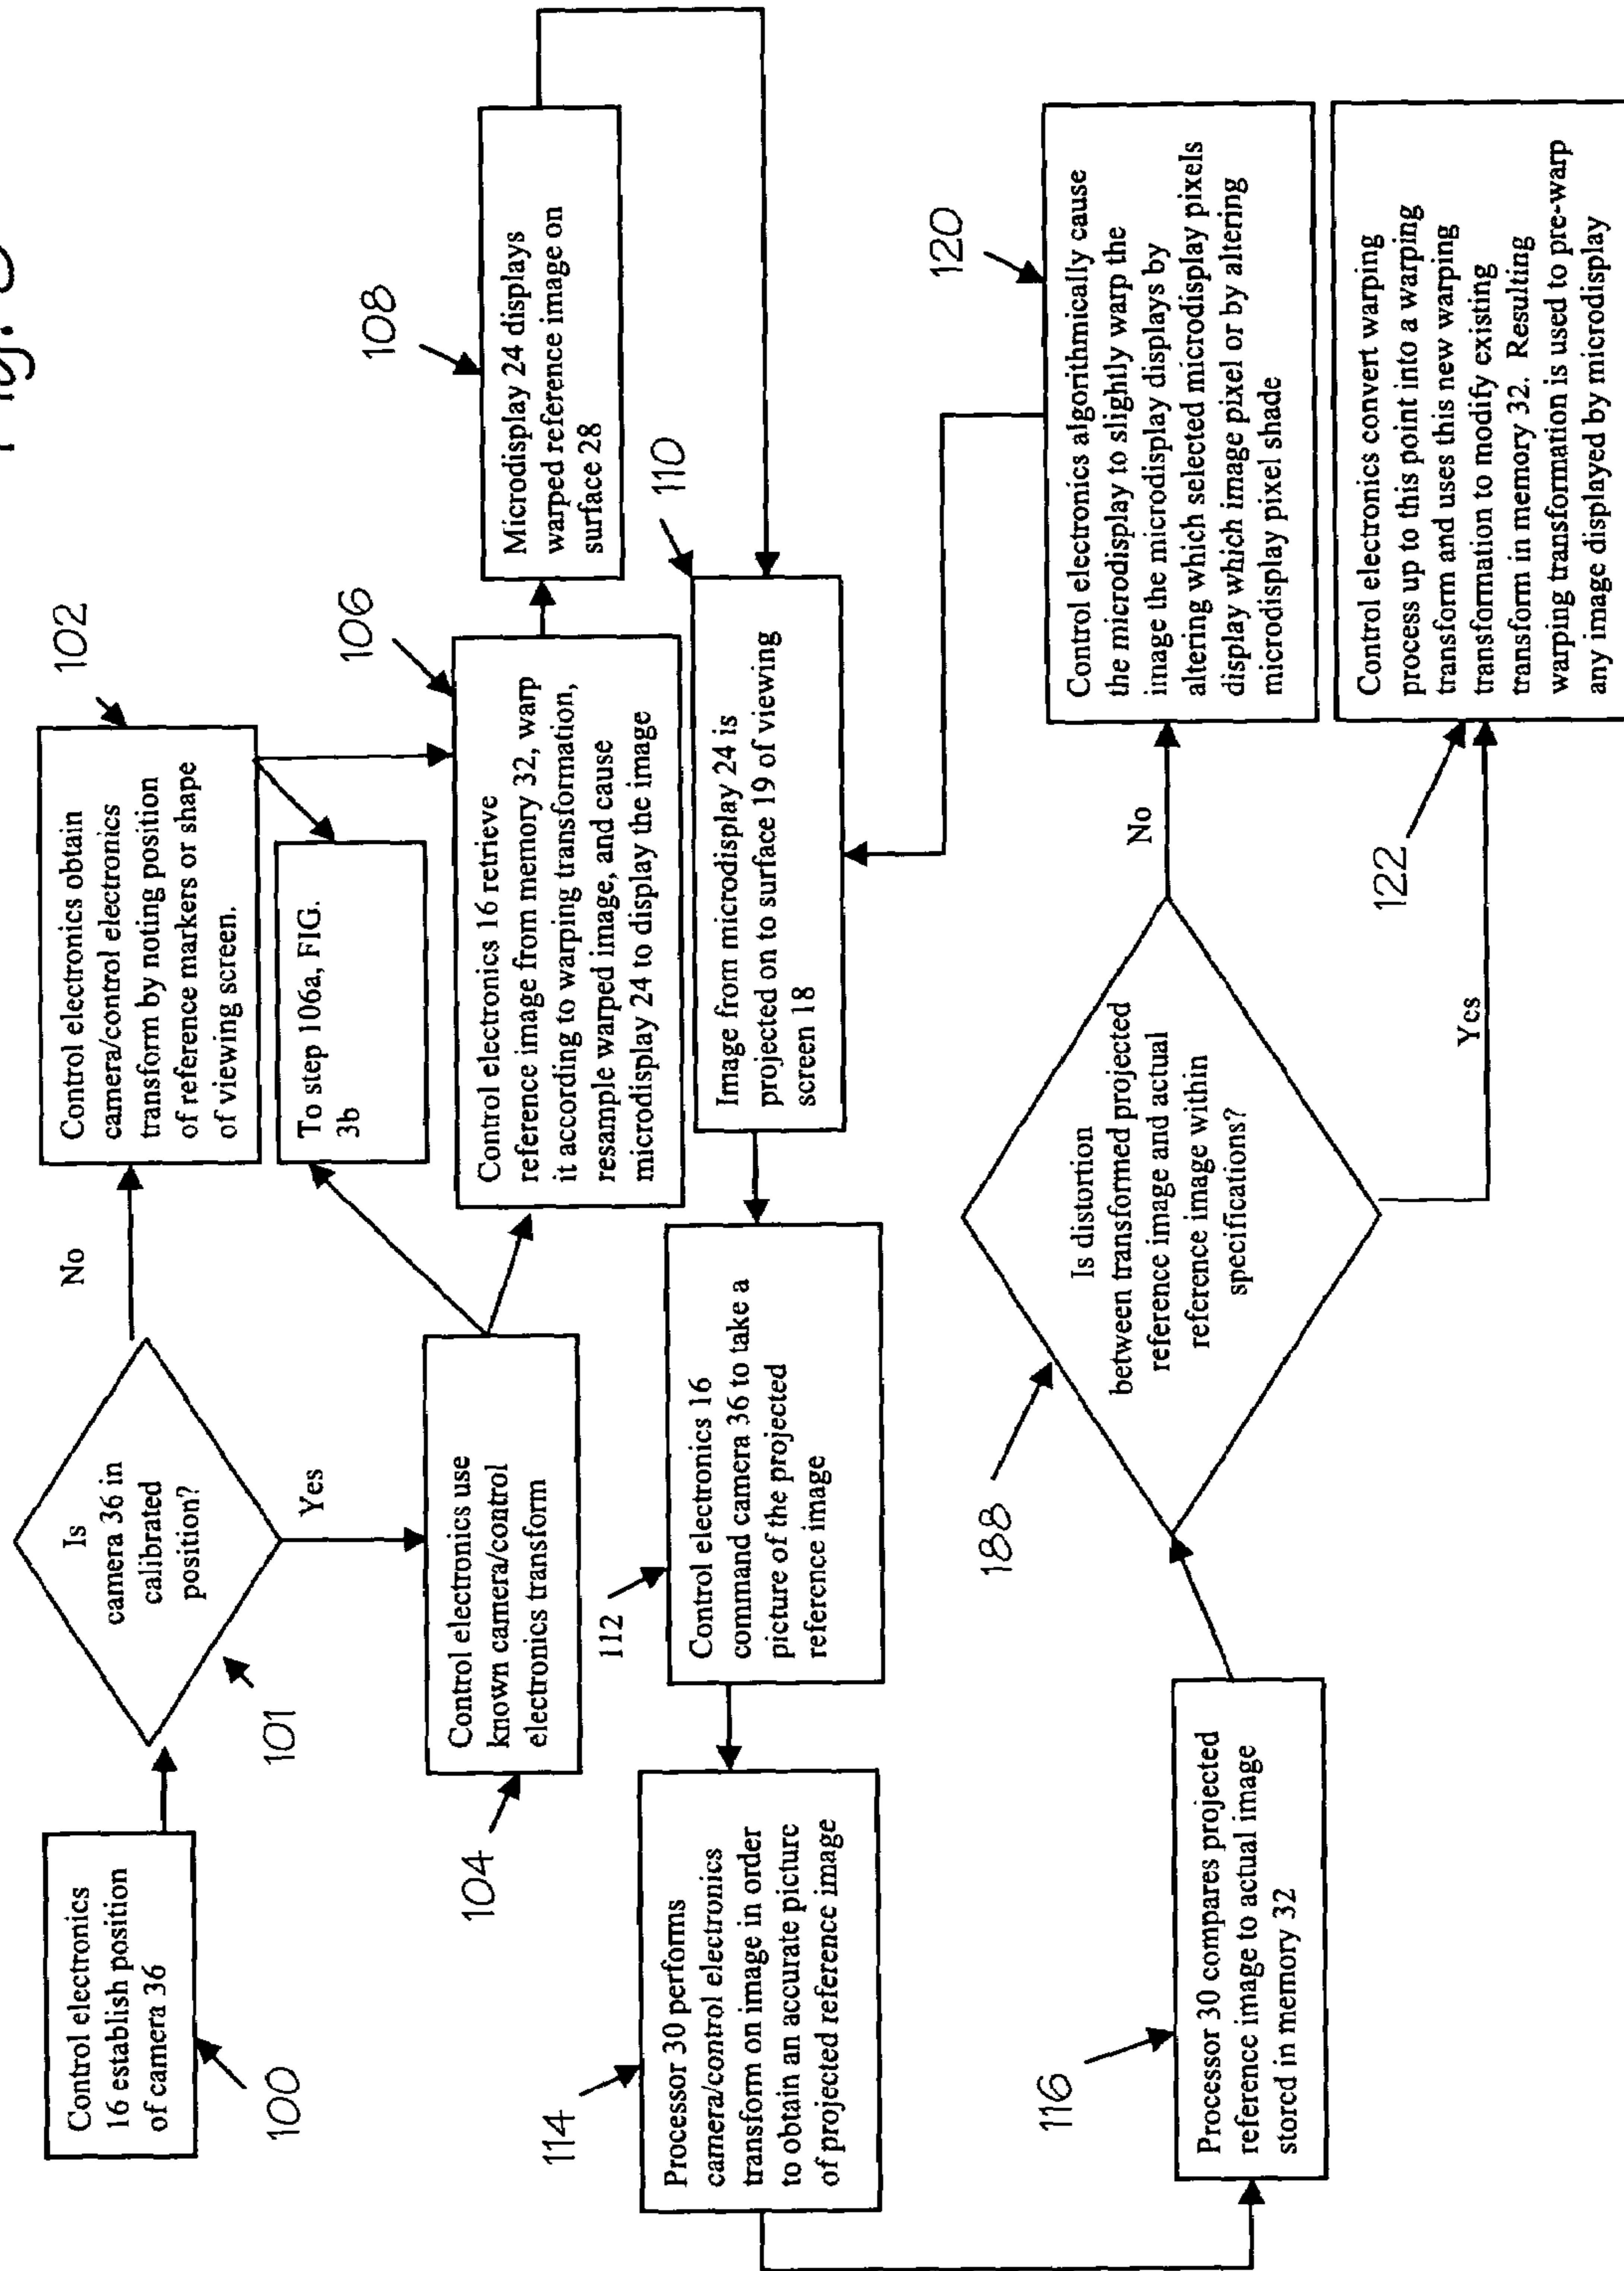 Control electronics
16 establish position
of camera 36
100
Is
camera 36 in
calibrated
position?
101
No
Yes
Control electronics obtain
camera/control electronics
transform by noting position
of reference markers or shape
of viewing screen.
102
To step 106a, FIG.
3b
Control electronics use
known camera/control
electronics transform
104
Control electronics 16 retrieve
reference image from memory 32, warp
it according to warping transformation,
resample warped image, and cause
microdisplay 24 to display the image
106
Microdisplay 24 displays
warped reference image on
surface 28
108
Image from microdisplay 24 is
projected on to surface 19 of viewing
screen 18
110
Control electronics 16
command camera 36 to take a
picture of the projected
reference image
112
Processor 30 performs
camera/control electronics
transform on image in order
to obtain an accurate picture
of projected reference image
114
Processor 30 compares projected
reference image to actual image
stored in memory 32
116
Is distortion
between transformed projected
reference image and actual
reference image within
specifications?
188
No
Yes
Control electronics algorithmically cause
the microdisplay to slightly warp the
image the microdisplay displays by
altering which selected microdisplay pixels
display which image pixel or by altering
microdisplay pixel shade
120
Control electronics convert warping
process up to this point into a warping
transform and uses this new warping
transformation to modify existing
transform in memory 32. Resulting
warping transformation is used to pre-warp
any image displayed by microdisplay
122